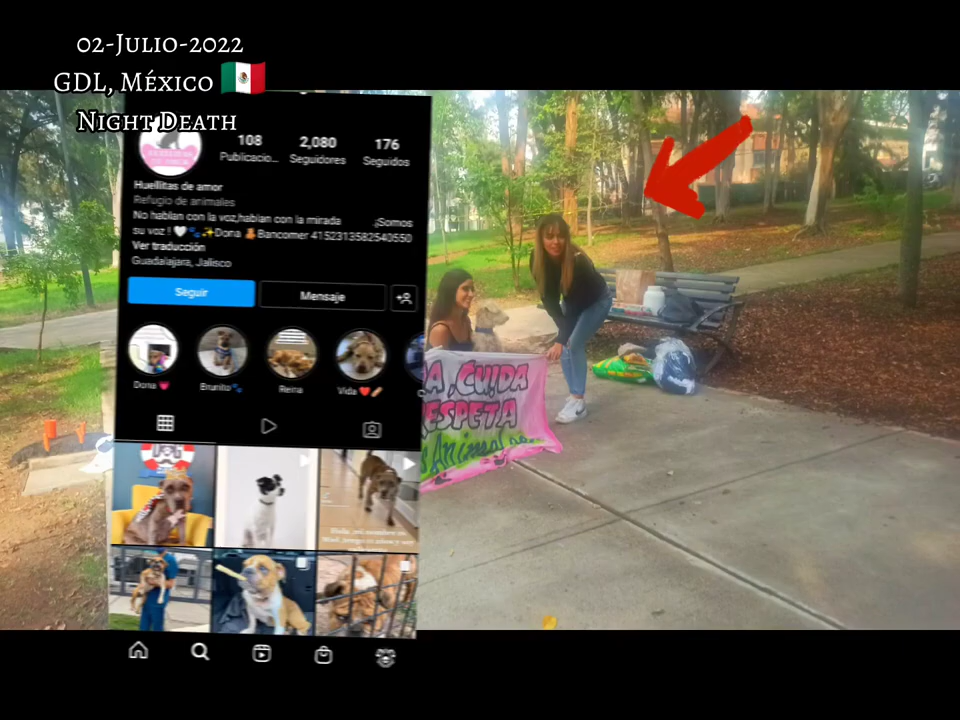 02-Julio-2022
GDL, México
Night Death
108 2,080 176
Publicacio... Seguidores Seguidos
Huellitas de amor
Refugio de animales
No hablan con la voz,hablan con la mirada ¡Somos
su voz ! Dona Bancomer 4152313582540550
Ver traducción
Guadalajara, Jalisco
Seguir Mensaje
Dona Brunito Reina Vida
A ,CUIDA
ESPETA
s Animales